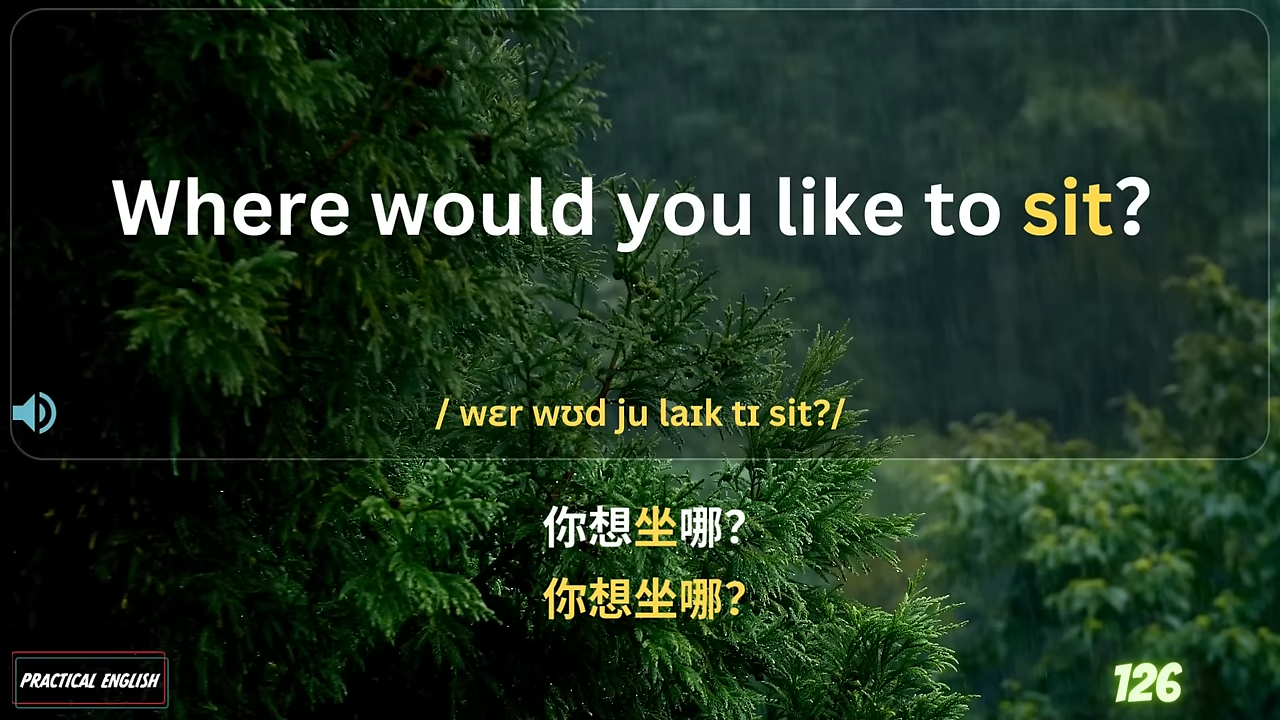 Where would you like to sit?
/ wɛr wʊd ju laɪk tɪ sit?/
你想坐哪？
你想坐哪？
PRACTICAL ENGLISH
126